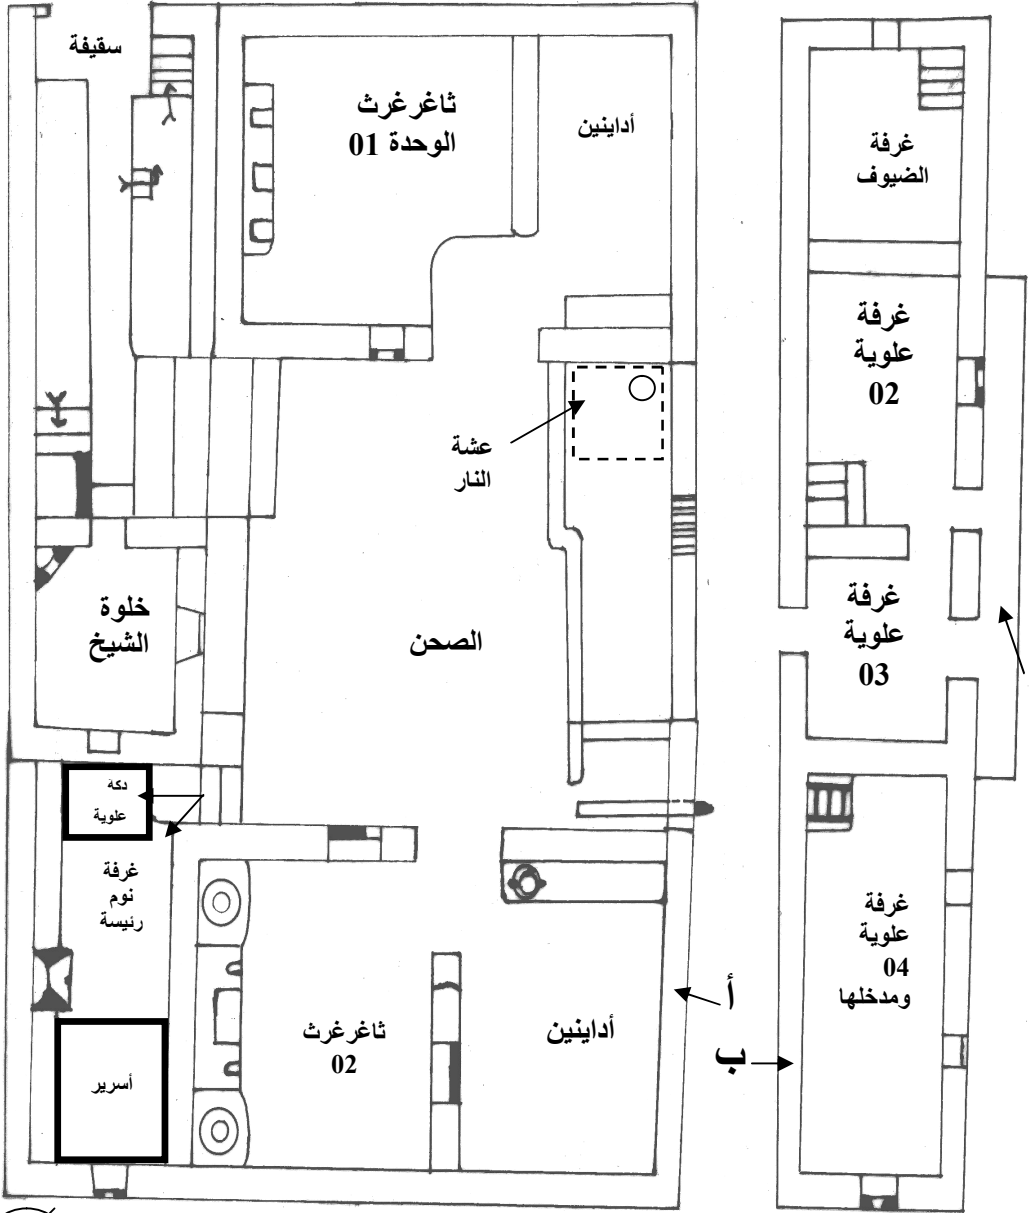 سقيفة
ثاغرغرث
الوحدة 01
أداينين
غرفة
الضيوف
غرفة
علوية
02
عشة
النار
خلوة
الشيخ
الصحن
غرفة
علوية
03
دكة
علوية
غرفة
نوم
رئيسة
غرفة
علوية
04
ومدخلها
أ
ب
ثاغرغرث
02
أداينين
أسرير